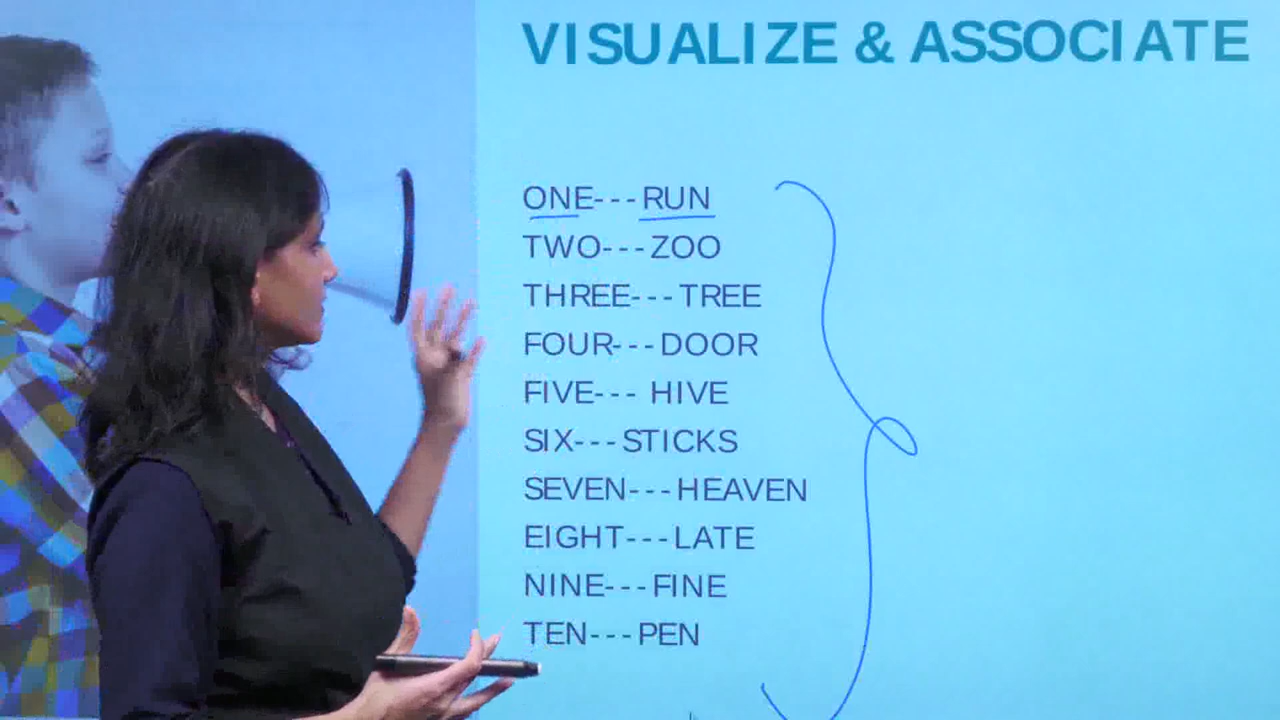 VISUALIZE & ASSOCIATE
ONE---RUN
TWO---ZOO
THREE---TREE
FOUR---DOOR
FIVE--- HIVE
SIX---STICKS
SEVEN---HEAVEN
EIGHT---LATE
NINE---FINE
TEN---PEN